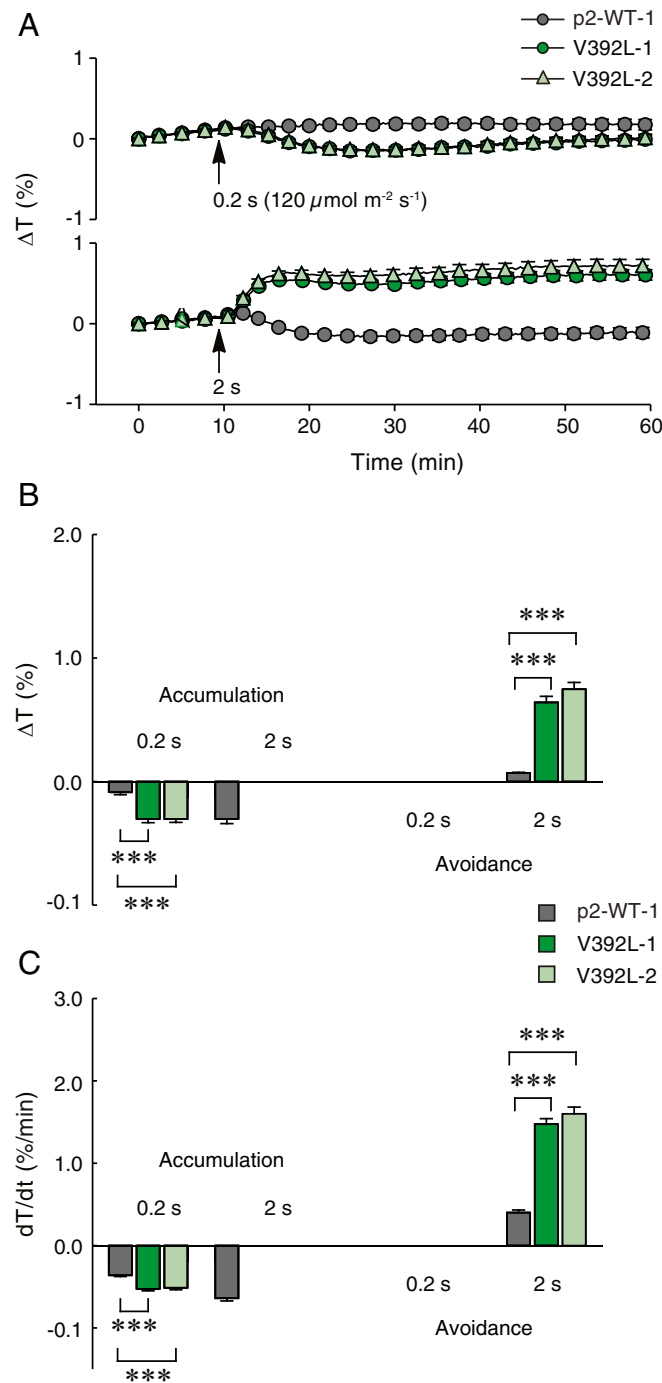 A
p2-WT-1
V392L-1
V392L-2
1
0
-1
ΔT (%)
0.2 s (120 µmol m⁻² s⁻¹)
1
0
-1
2 s
0 10 20 30 40 50 60
Time (min)
B
2.0
1.0
0.0
-0.1
ΔT (%)
Accumulation
0.2 s 2 s
***
***
***
***
0.2 s 2 s
Avoidance
p2-WT-1
V392L-1
V392L-2
C
3.0
2.0
1.0
0.0
-0.1
dT/dt (%/min)
Accumulation
0.2 s 2 s
***
***
***
***
0.2 s 2 s
Avoidance